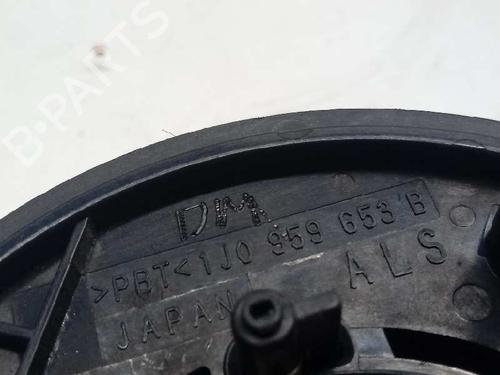 B-PARTS
DM
>PBT< 1J0 959 653 B
JAPAN
ALS